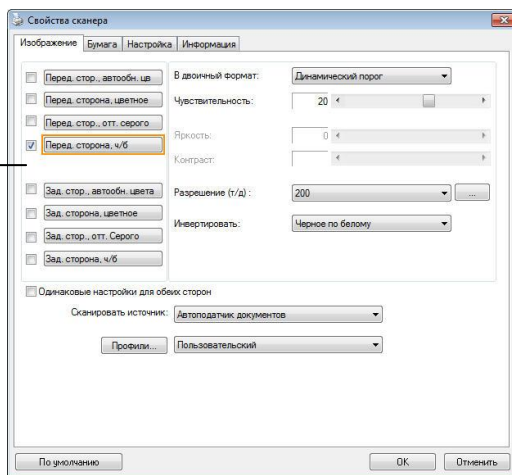 Свойства сканера
Изображение Бумага Настройка Информация
Перед. стор., автообн. цв
Перед. сторона, цветное
Перед. стор., отт. серого
Перед. сторона, ч/б
Зад. стор., автообн. цвета
Зад. сторона, цветное
Зад. стор., отт. Серого
Зад. сторона, ч/б
В двоичный формат: Динамический порог
Чувствительность: 20
Яркость: 0
Контраст:
Разрешение (т/д) : 200 ...
Инвертировать: Черное по белому
Одинаковые настройки для обеих сторон
Сканировать источник: Автоподатчик документов
Профили... Пользовательский
По умолчанию OK Отменить